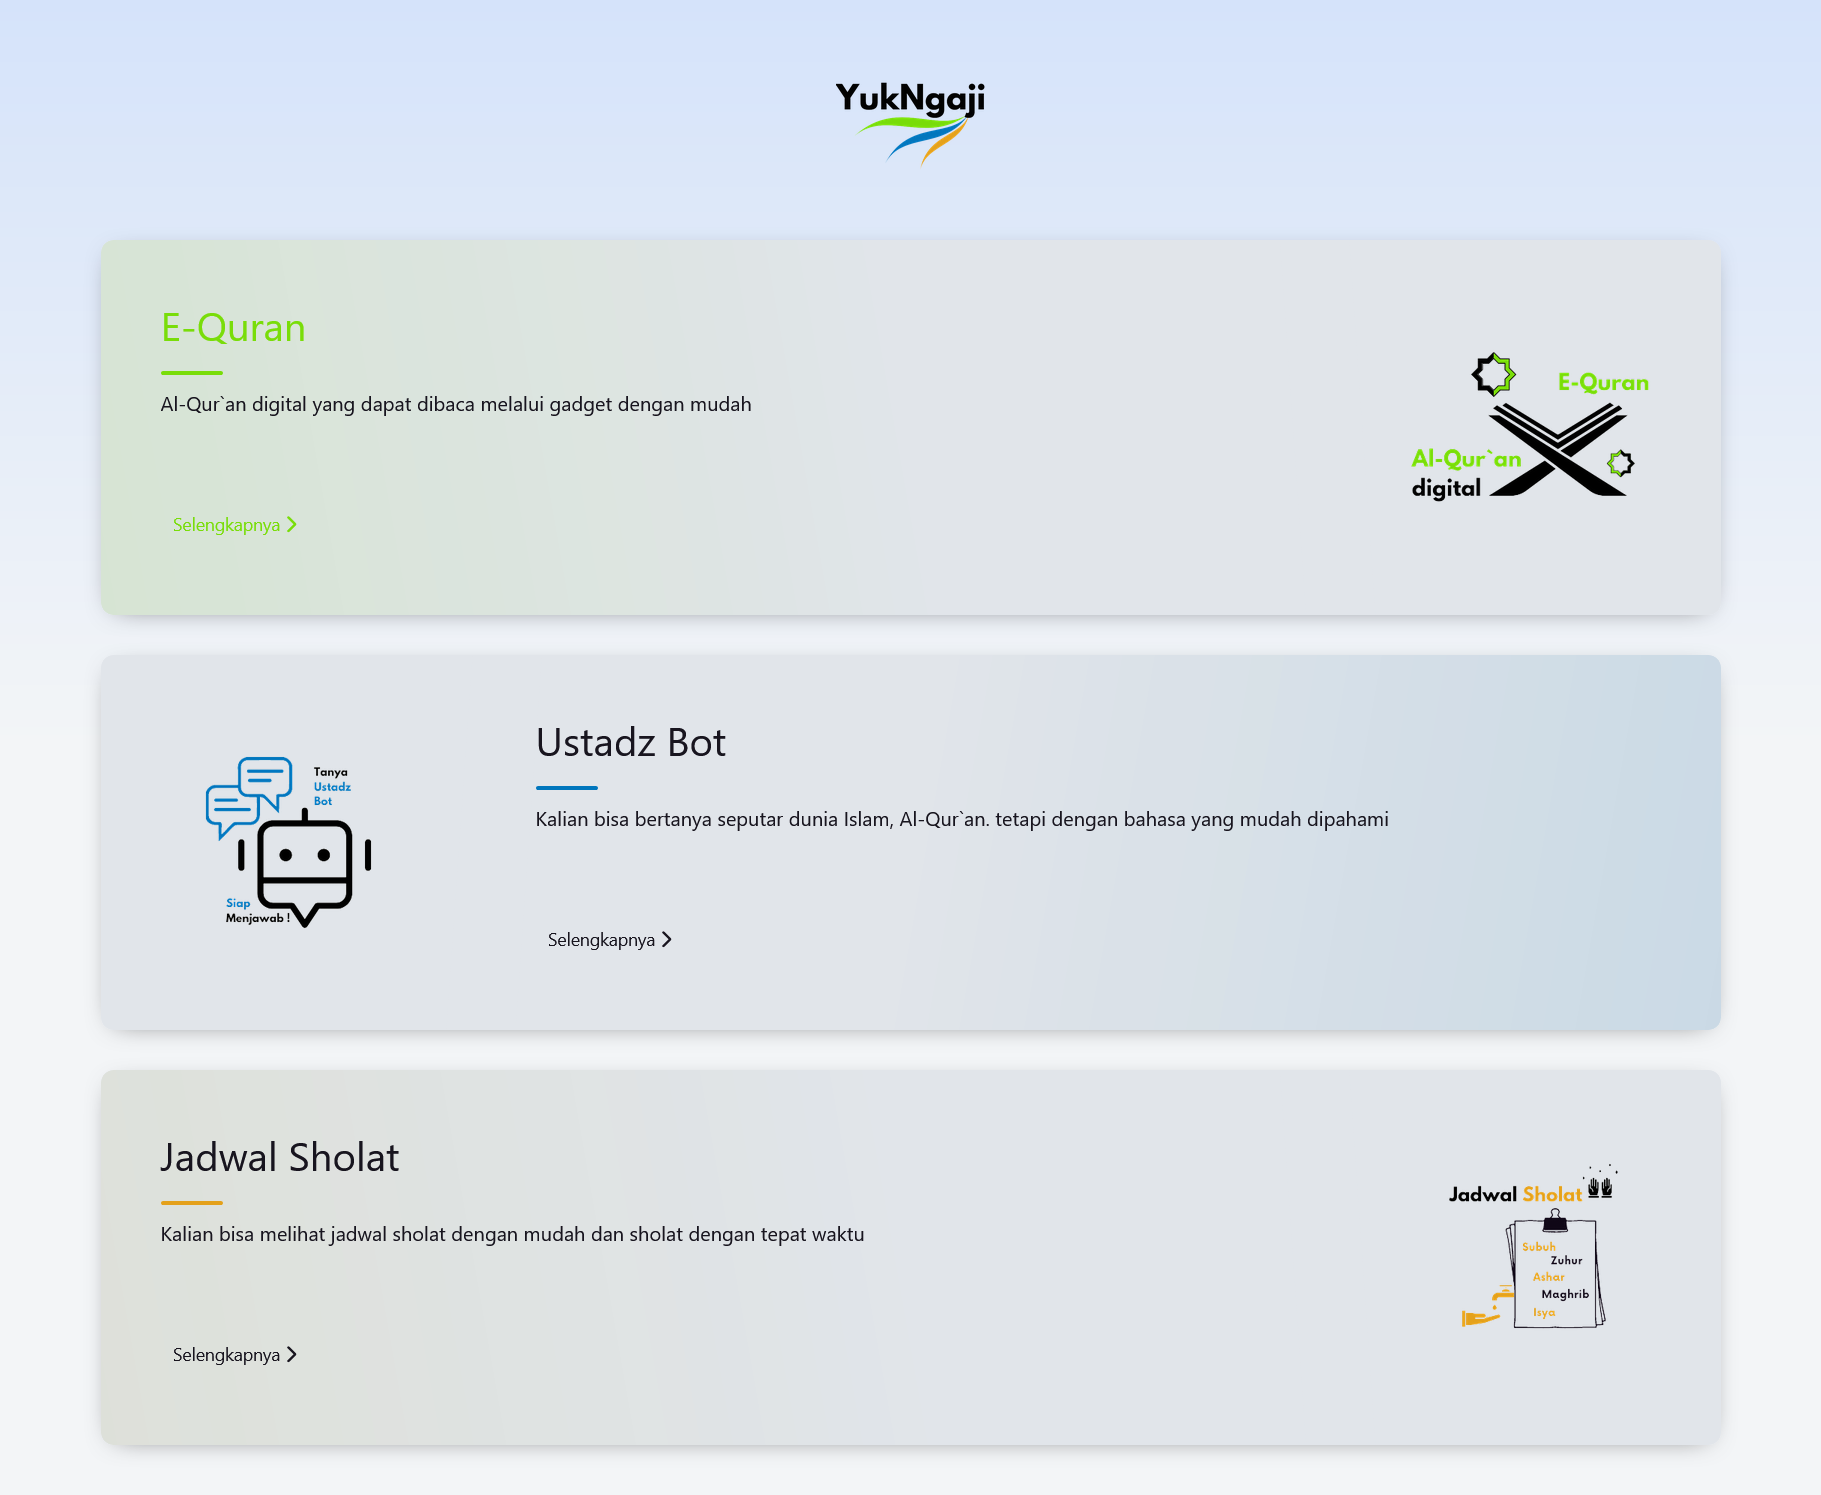 YukNgaji
E-Quran
Al-Qur`an digital yang dapat dibaca melalui gadget dengan mudah
Selengkapnya
E-Quran
Al-Qur`an
digital
Tanya
Ustadz
Bot
Siap
Menjawab !
Ustadz Bot
Kalian bisa bertanya seputar dunia Islam, Al-Qur`an. tetapi dengan bahasa yang mudah dipahami
Selengkapnya
Jadwal Sholat
Kalian bisa melihat jadwal sholat dengan mudah dan sholat dengan tepat waktu
Selengkapnya
Jadwal Sholat
Subuh
Zuhur
Ashar
Maghrib
Isya